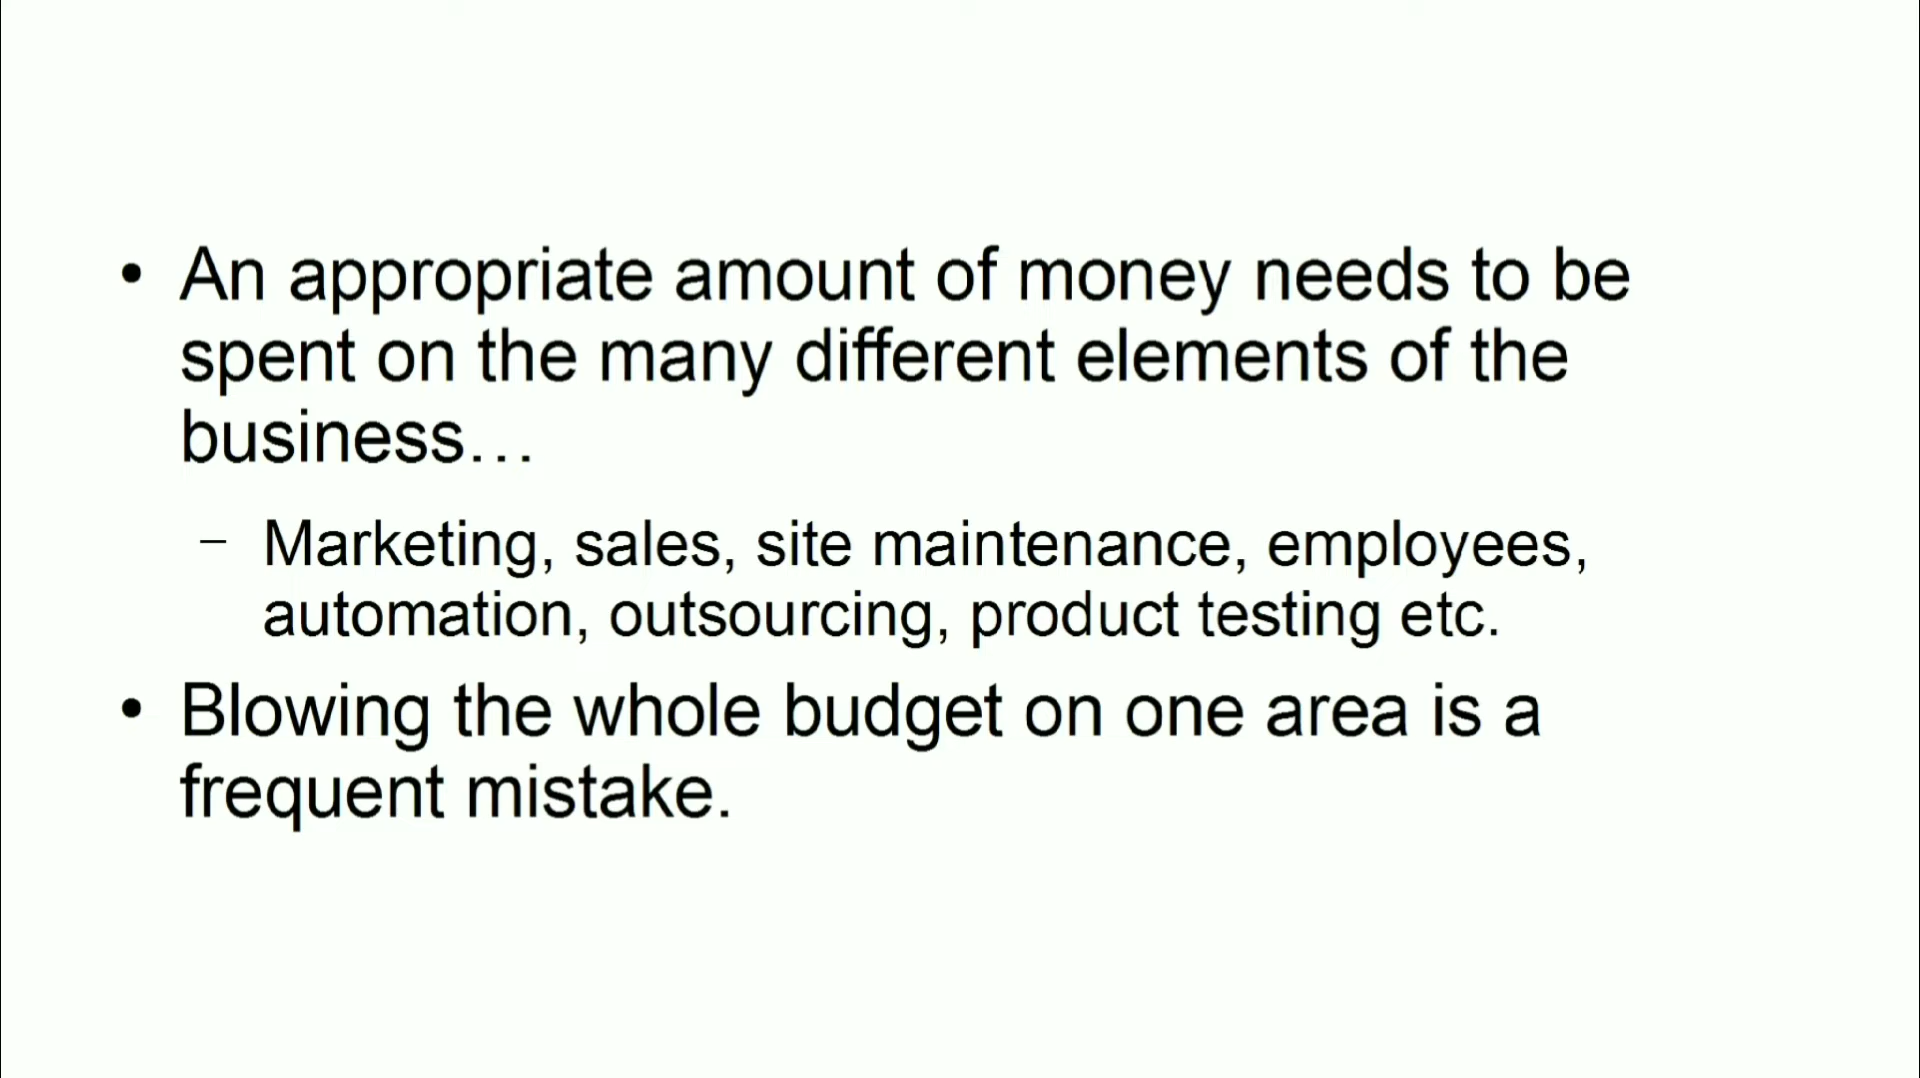 • An appropriate amount of money needs to be
spent on the many different elements of the
business…
– Marketing, sales, site maintenance, employees,
automation, outsourcing, product testing etc.
• Blowing the whole budget on one area is a
frequent mistake.